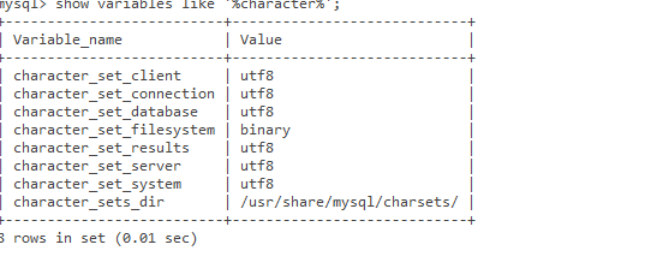 mysql> show variables like '%character%';
+--------------------------+----------------------------+
| Variable_name | Value |
+--------------------------+----------------------------+
| character_set_client | utf8 |
| character_set_connection | utf8 |
| character_set_database | utf8 |
| character_set_filesystem | binary |
| character_set_results | utf8 |
| character_set_server | utf8 |
| character_set_system | utf8 |
| character_sets_dir | /usr/share/mysql/charsets/ |
+--------------------------+----------------------------+
8 rows in set (0.01 sec)